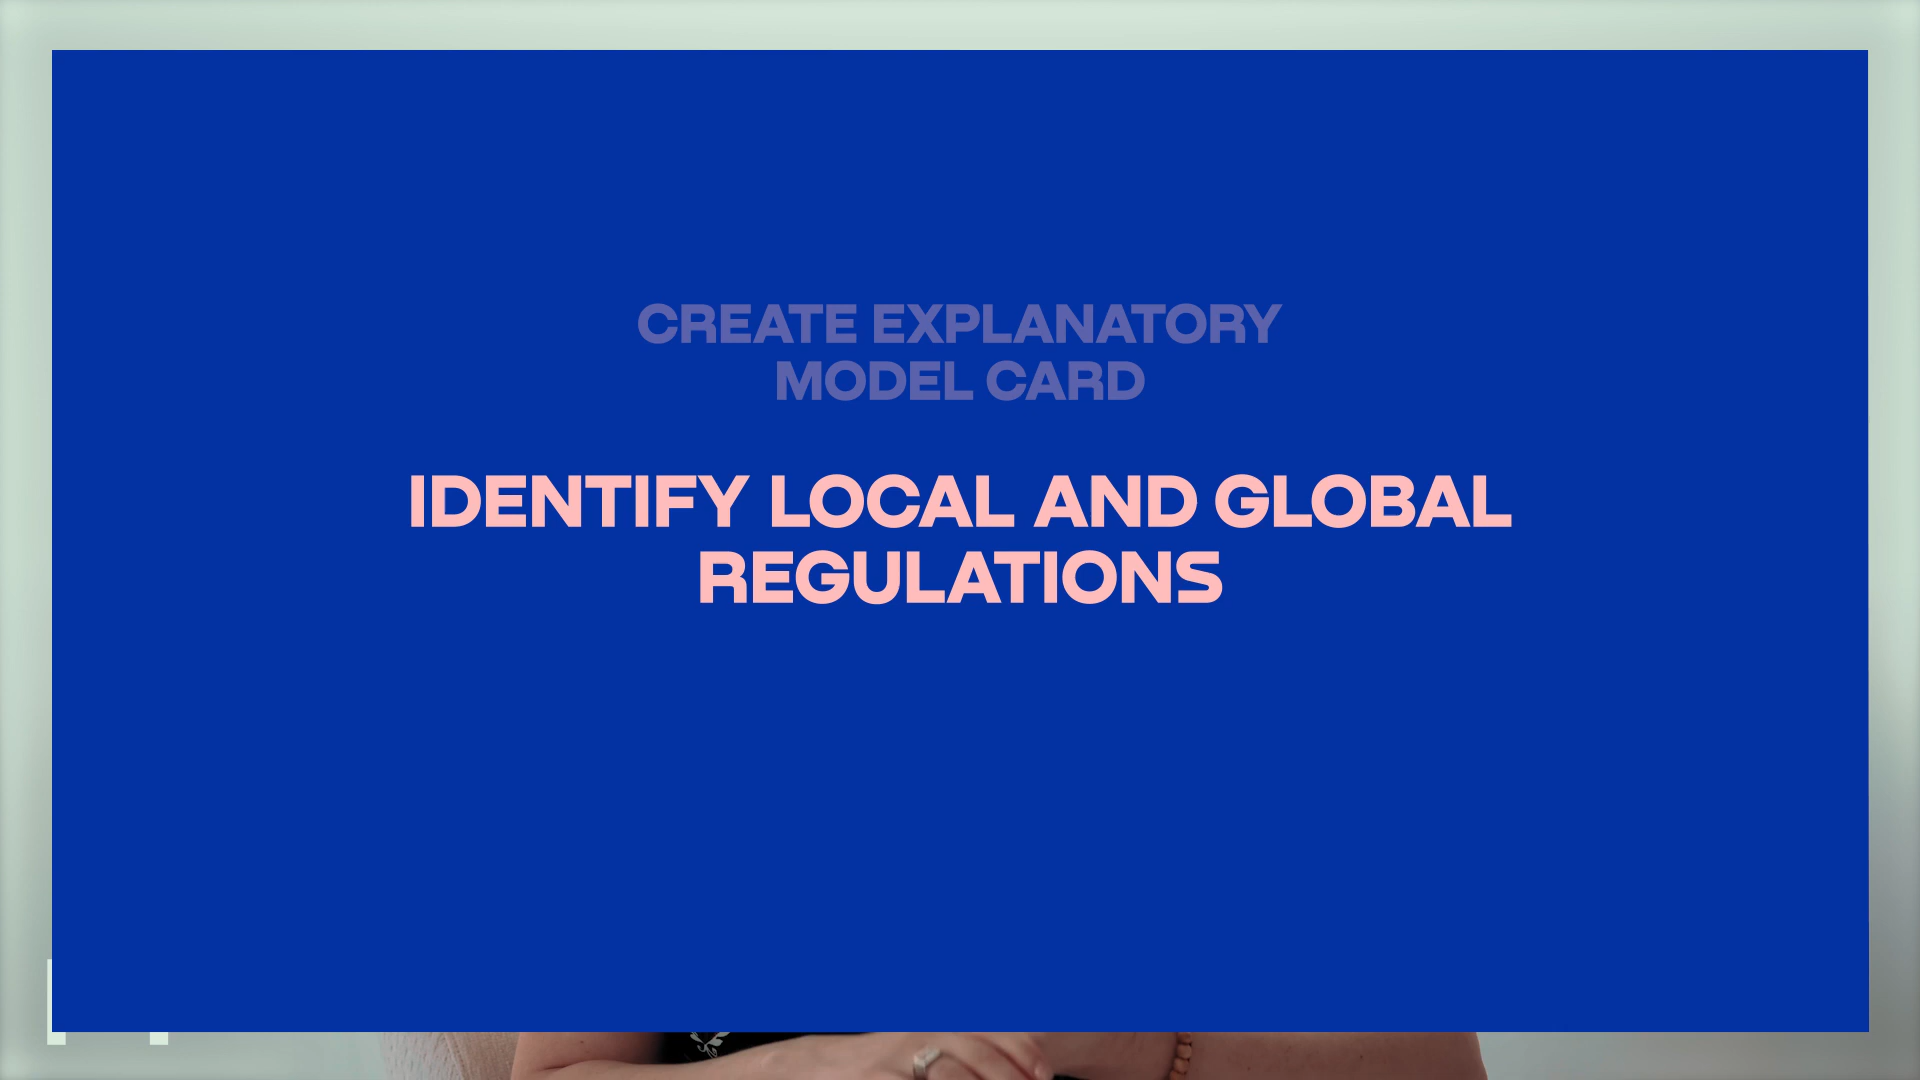 CREATE EXPLANATORY
MODEL CARD
IDENTIFY LOCAL AND GLOBAL
REGULATIONS